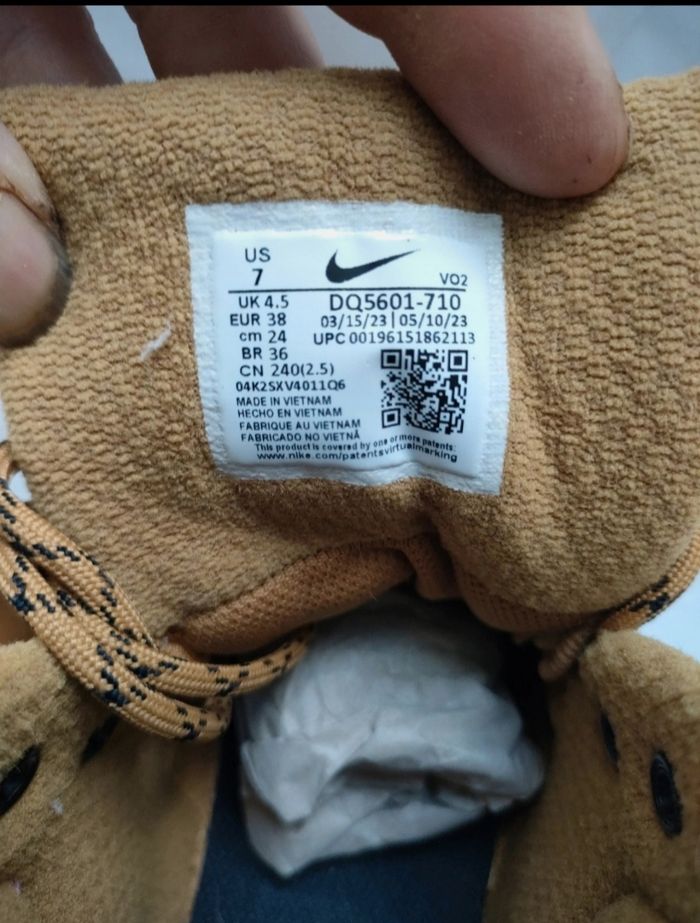 US
7
VO2
UK 4.5
DQ5601-710
EUR 38
03/15/23 | 05/10/23
cm 24
UPC 00196151862113
BR 36
CN 240(2.5)
04K2SXV4011Q6
MADE IN VIETNAM
HECHO EN VIETNAM
FABRIQUE AU VIETNAM
FABRICADO NO VIETNÃ
This product is covered by one or more patents:
www.nike.com/patentsvirtualmarking